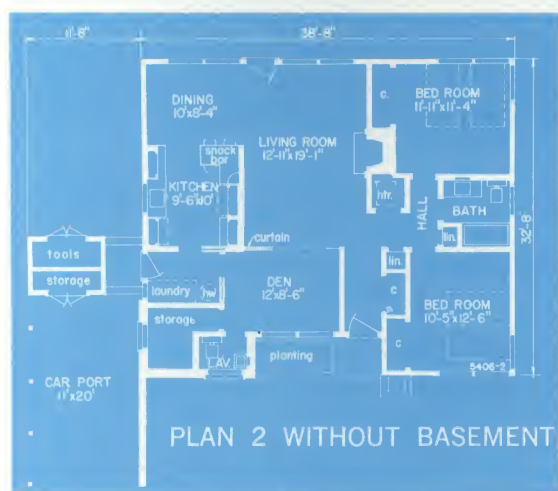 11'-8"
38'-8"
DINING
10'x8'-4"
LIVING ROOM
12'-11"x19'-1"
C.
BED ROOM
11'-11"x11'-4"
snack
bar
KITCHEN
9'-6"x10'
htr.
HALL
BATH
lin.
32'-8"
curtain
tools
storage
laundry
hw
DEN
12'x8'-6"
lin.
C
BED ROOM
10'-5"x12'-6"
storage
C
LAV
planting
5406-2
CAR PORT
11'x20'
PLAN 2 WITHOUT BASEMENT